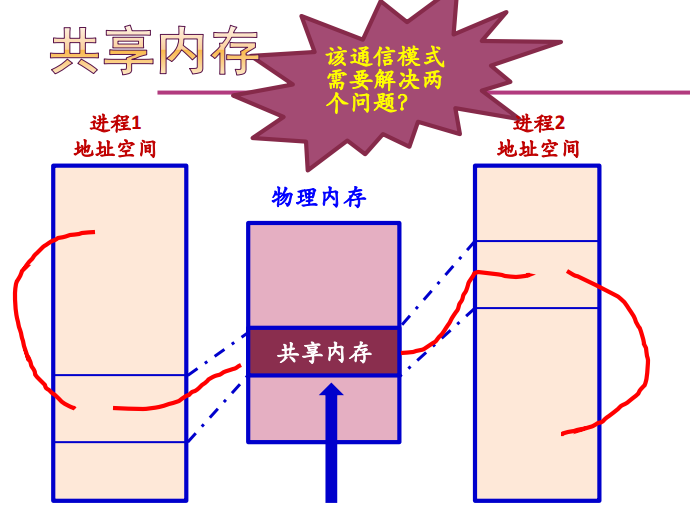 共享内存
该通信模式
需要解决两
个问题?
进程1
地址空间
进程2
地址空间
物理内存
共享内存